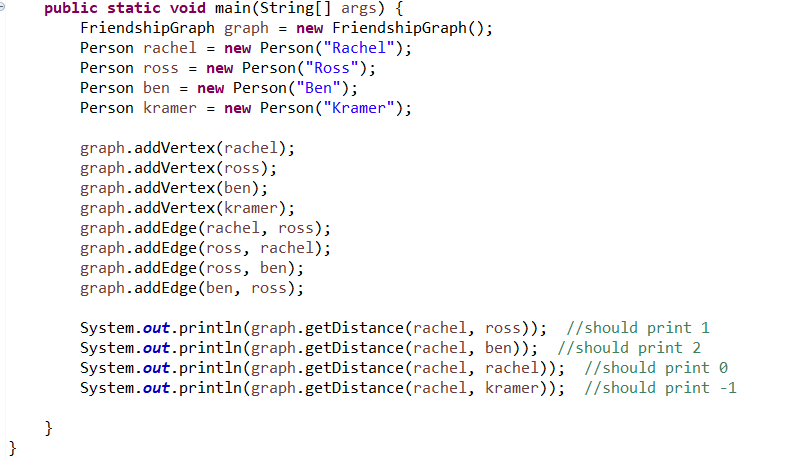 public static void main(String[] args) {
FriendshipGraph graph = new FriendshipGraph();
Person rachel = new Person("Rachel");
Person ross = new Person("Ross");
Person ben = new Person("Ben");
Person kramer = new Person("Kramer");
graph.addVertex(rachel);
graph.addVertex(ross);
graph.addVertex(ben);
graph.addVertex(kramer);
graph.addEdge(rachel, ross);
graph.addEdge(ross, rachel);
graph.addEdge(ross, ben);
graph.addEdge(ben, ross);
System.out.println(graph.getDistance(rachel, ross));  //should print 1
System.out.println(graph.getDistance(rachel, ben));  //should print 2
System.out.println(graph.getDistance(rachel, rachel));  //should print 0
System.out.println(graph.getDistance(rachel, kramer));  //should print -1
}
}